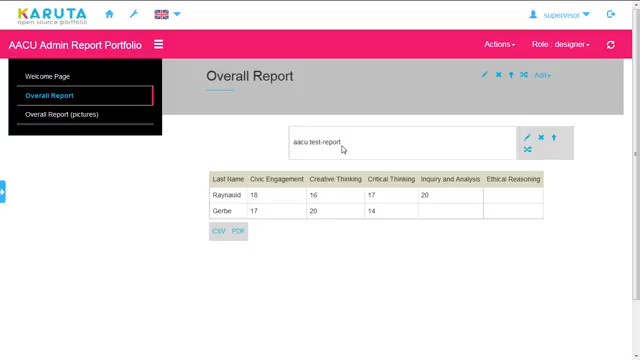 KARUTA
open source portfolio
supervisor
AACU Admin Report Portfolio
Actions
Role : designer
Welcome Page
Overall Report
Overall Report (pictures)
Overall Report
Add
aacu test-report
Last Name Civic Engagement Creative Thinking Critical Thinking Inquiry and Analysis Ethical Reasoning
Raynauld 18 16 17 20
Gerbe 17 20 14
CSV PDF